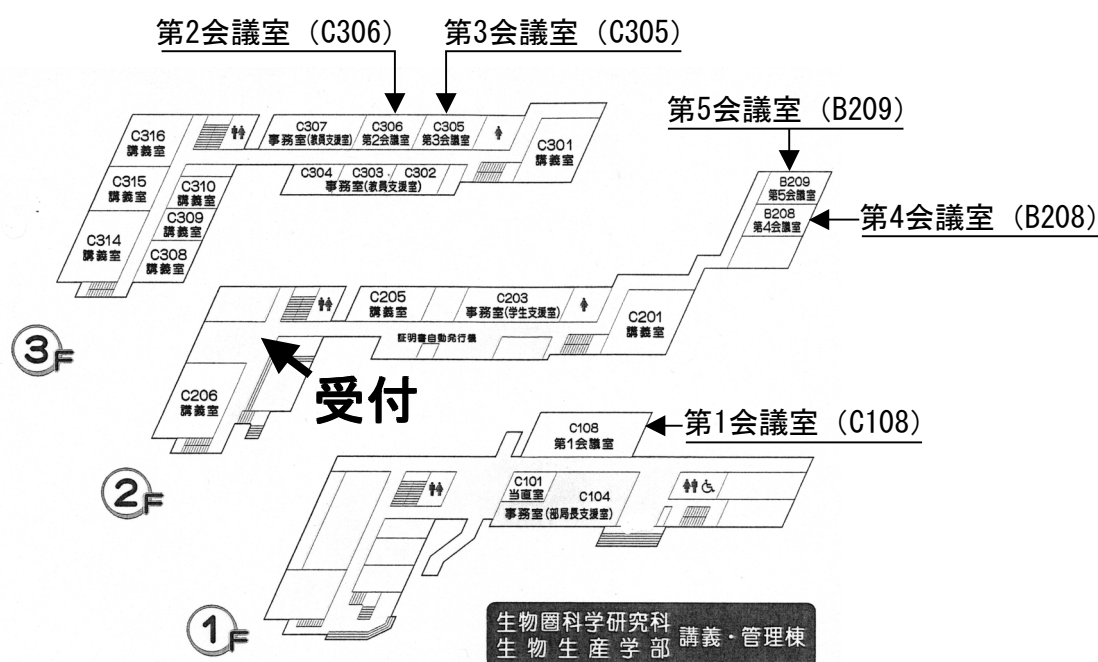 第2会議室（C306）
第3会議室（C305）
第5会議室（B209）
第4会議室（B208）
C316
講義室
C315
講義室
C314
講義室
C310
講義室
C309
講義室
C308
講義室
C307
事務室(教員支援室)
C306
第2会議室
C305
第3会議室
C304
C303
C302
事務室(教員支援室)
C301
講義室
3F
B209
第5会議室
B208
第4会議室
C205
講義室
C203
事務室(学生支援室)
C201
講義室
証明書自動発行機
C206
講義室
受付
2F
第1会議室（C108）
C108
第1会議室
C101
当直室
C104
事務室(部局長支援室)
1F
生物圏科学研究科
生物生産学部
講義・管理棟